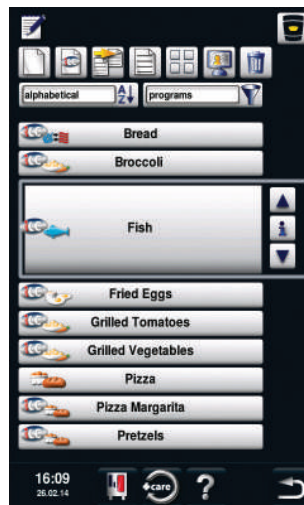 alphabetical
A
Z
programs
Bread
Broccoli
Fish
i
Fried Eggs
Grilled Tomatoes
Grilled Vegetables
Pizza
Pizza Margarita
Pretzels
16:09
26.02.14
care
?